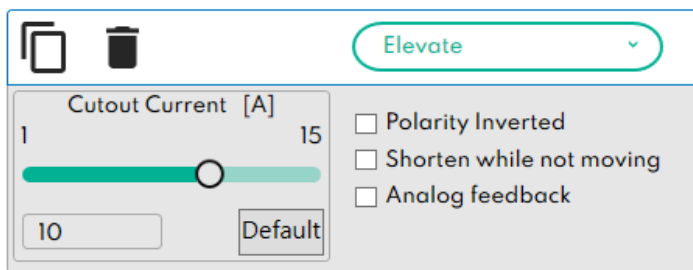 Elevate
Cutout Current [A]
1 15
10 Default
Polarity Inverted
Shorten while not moving
Analog feedback